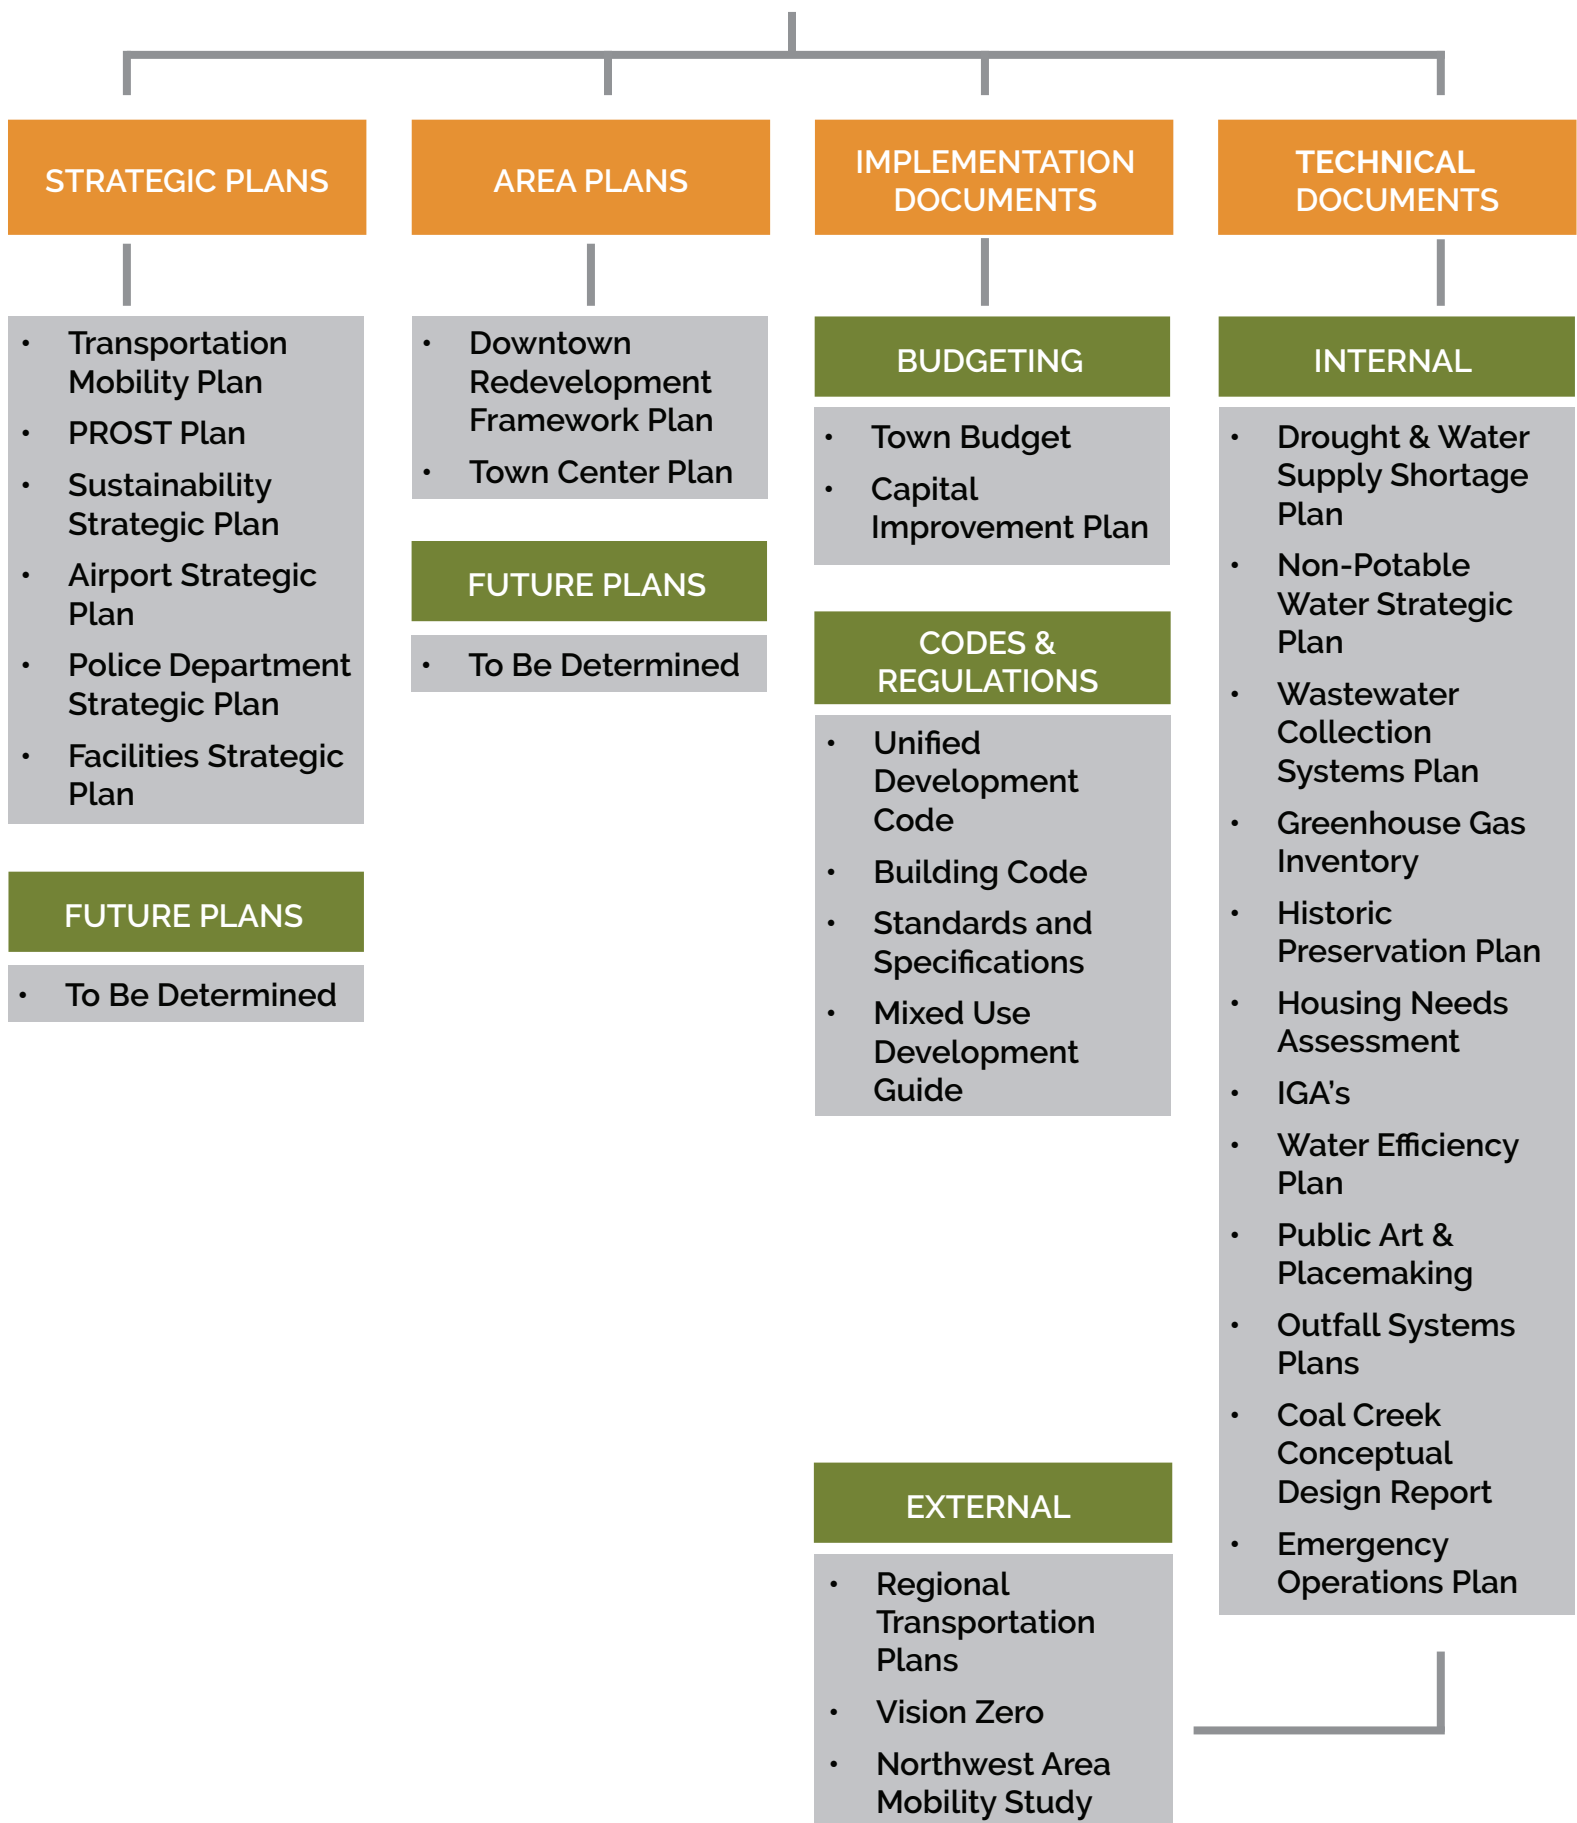 STRATEGIC PLANS
• Transportation
Mobility Plan
• PROST Plan
• Sustainability
Strategic Plan
• Airport Strategic
Plan
• Police Department
Strategic Plan
• Facilities Strategic
Plan
FUTURE PLANS
• To Be Determined
AREA PLANS
• Downtown
Redevelopment
Framework Plan
• Town Center Plan
FUTURE PLANS
• To Be Determined
IMPLEMENTATION
DOCUMENTS
BUDGETING
• Town Budget
• Capital
Improvement Plan
CODES &
REGULATIONS
• Unified
Development
Code
• Building Code
• Standards and
Specifications
• Mixed Use
Development
Guide
TECHNICAL
DOCUMENTS
INTERNAL
• Drought & Water
Supply Shortage
Plan
• Non-Potable
Water Strategic
Plan
• Wastewater
Collection
Systems Plan
• Greenhouse Gas
Inventory
• Historic
Preservation Plan
• Housing Needs
Assessment
• IGA's
• Water Efficiency
Plan
• Public Art &
Placemaking
• Outfall Systems
Plans
• Coal Creek
Conceptual
Design Report
• Emergency
Operations Plan
EXTERNAL
• Regional
Transportation
Plans
• Vision Zero
• Northwest Area
Mobility Study